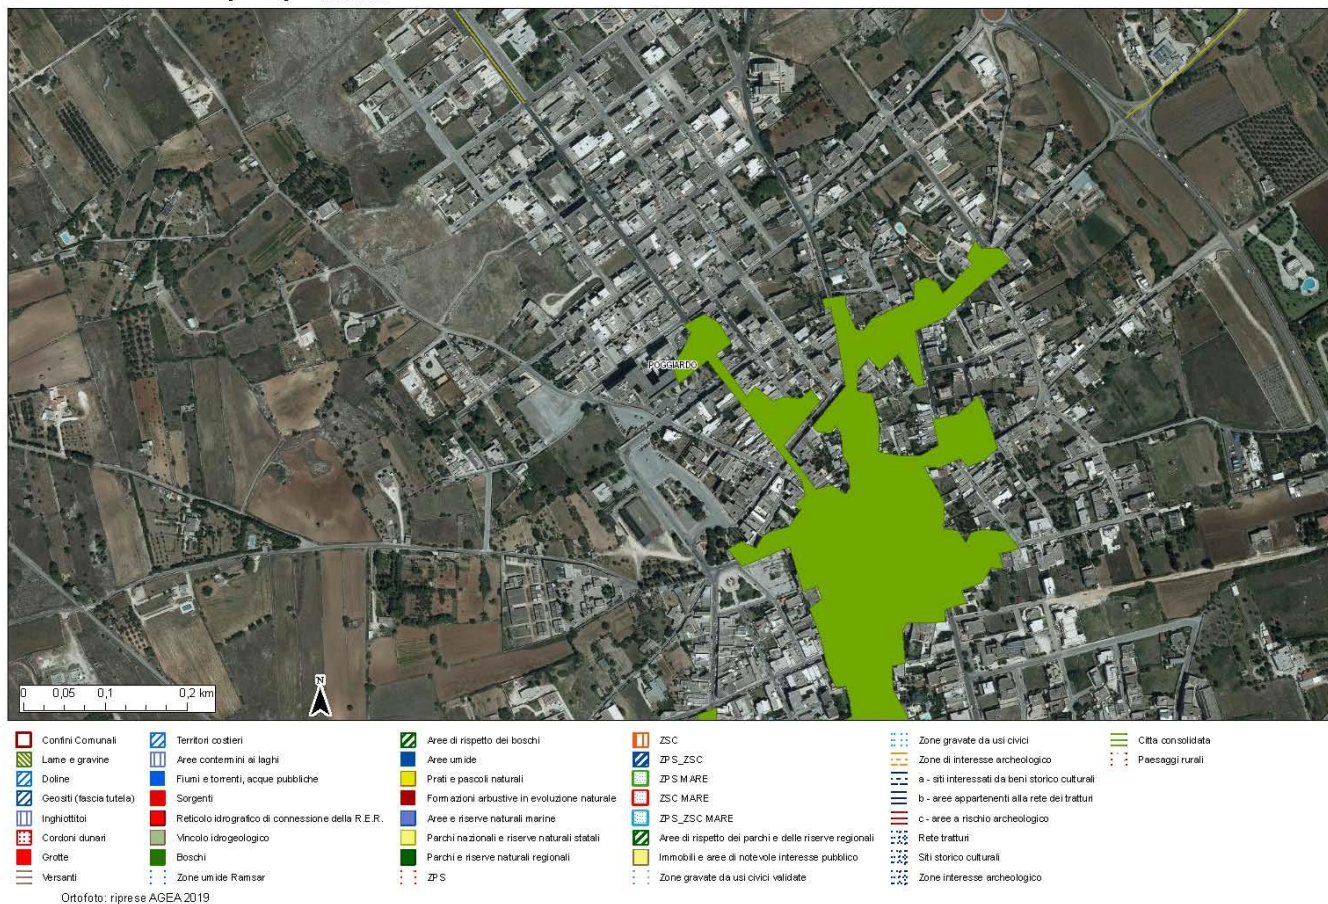 POGGIARDO
0 0,05 0,1 0,2 km
N
Confini Comunali
Lame e gravine
Doline
Geositi (fascia tutela)
Inghiottitoi
Cordoni dunari
Grotte
Versanti
Territori costieri
Aree contermini ai laghi
Fiumi e torrenti, acque pubbliche
Sorgenti
Reticolo idrografico di connessione della R.E.R.
Vincolo idrogeologico
Boschi
Zone umide Ramsar
Aree di rispetto dei boschi
Aree umide
Prati e pascoli naturali
Formazioni arbustive in evoluzione naturale
Aree e riserve naturali marine
Parchi nazionali e riserve naturali statali
Parchi e riserve naturali regionali
ZPS
ZSC
ZPS_ZSC
ZPS MARE
ZSC MARE
ZPS_ZSC MARE
Aree di rispetto dei parchi e delle riserve regionali
Immobili e aree di notevole interesse pubblico
Zone gravate da usi civici validate
Zone gravate da usi civici
Zone di interesse archeologico
a - siti interessati da beni storico culturali
b - aree appartenenti alla rete dei tratturi
c - aree a rischio archeologico
Rete tratturi
Siti storico culturali
Zone interesse archeologico
Citta consolidata
Paesaggi rurali
Ortofoto: riprese AGEA 2019